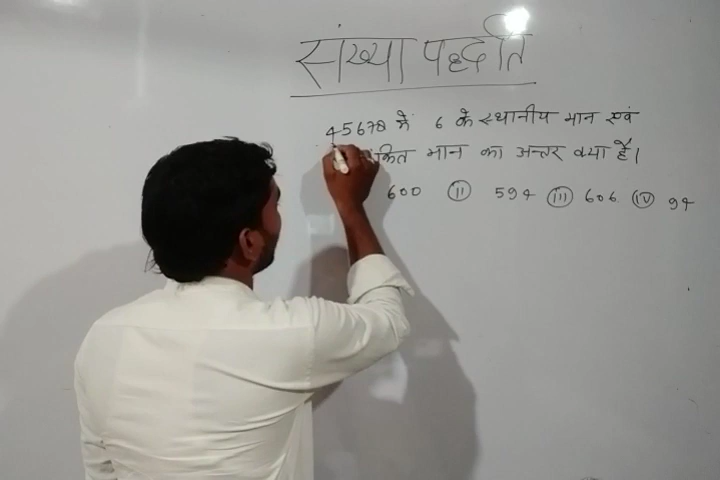 संख्या पद्धति
45678 में 6 के स्थानीय मान एवं
मान का अन्तर क्या है।
600 (II) 594 (III) 606. (IV) 94